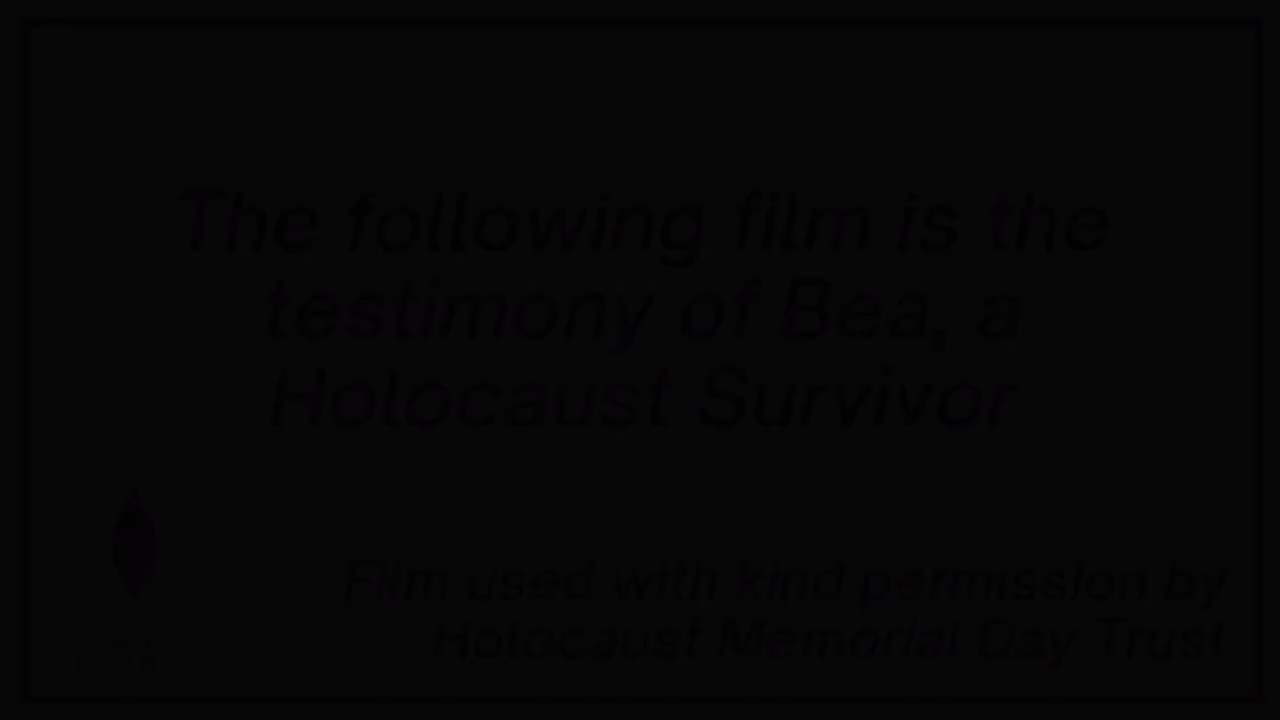 The following film is the
testimony of Bea, a
Holocaust Survivor
Film used with kind permission by
Holocaust Memorial Day Trust